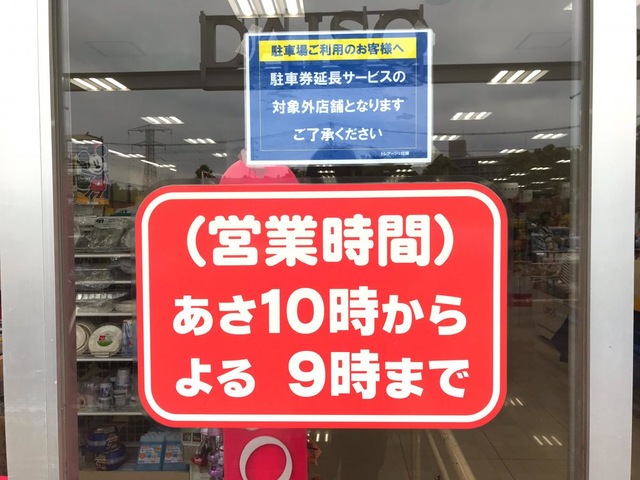 DAISO
駐車場ご利用のお客様へ
駐車券延長サービスの
対象外店舗となります
ご了承ください
(営業時間)
あさ10時から
よる 9時まで